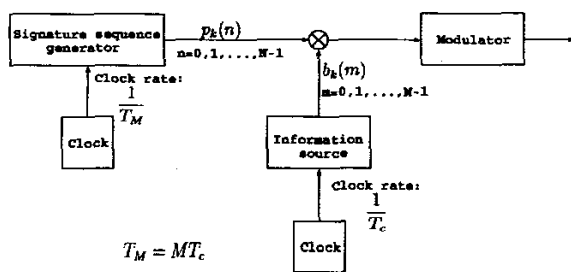 Signature sequence
generator
p_k(n)
n=0,1,...,N-1
Modulator
Clock rate:
1/T_M
Clock
b_k(m)
m=0,1,...,M-1
Information
source
Clock rate:
1/T_c
Clock
T_M = MT_c